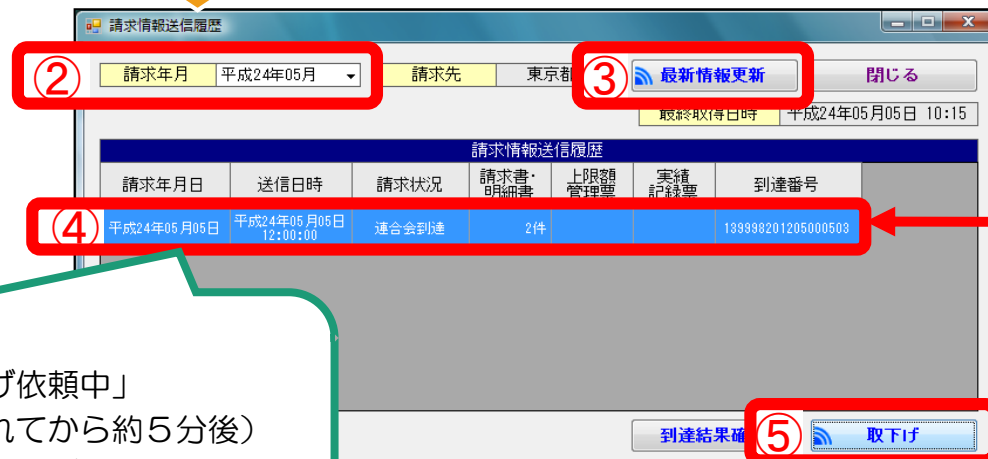 請求情報送信履歴
② 請求年月 平成24年05月 請求先 東京都 ③ 最新情報更新 閉じる
最終取得日時 平成24年05月05日 10:15
請求情報送信履歴
請求年月日 送信日時 請求状況 請求書・明細書 上限額管理票 実績記録票 到達番号
④ 平成24年05月05日 平成24年05月05日 12:00:00 連合会到達 2件 139998201205000503
げ依頼中」
れてから約5分後）
到達結果確 ⑤ 取下げ